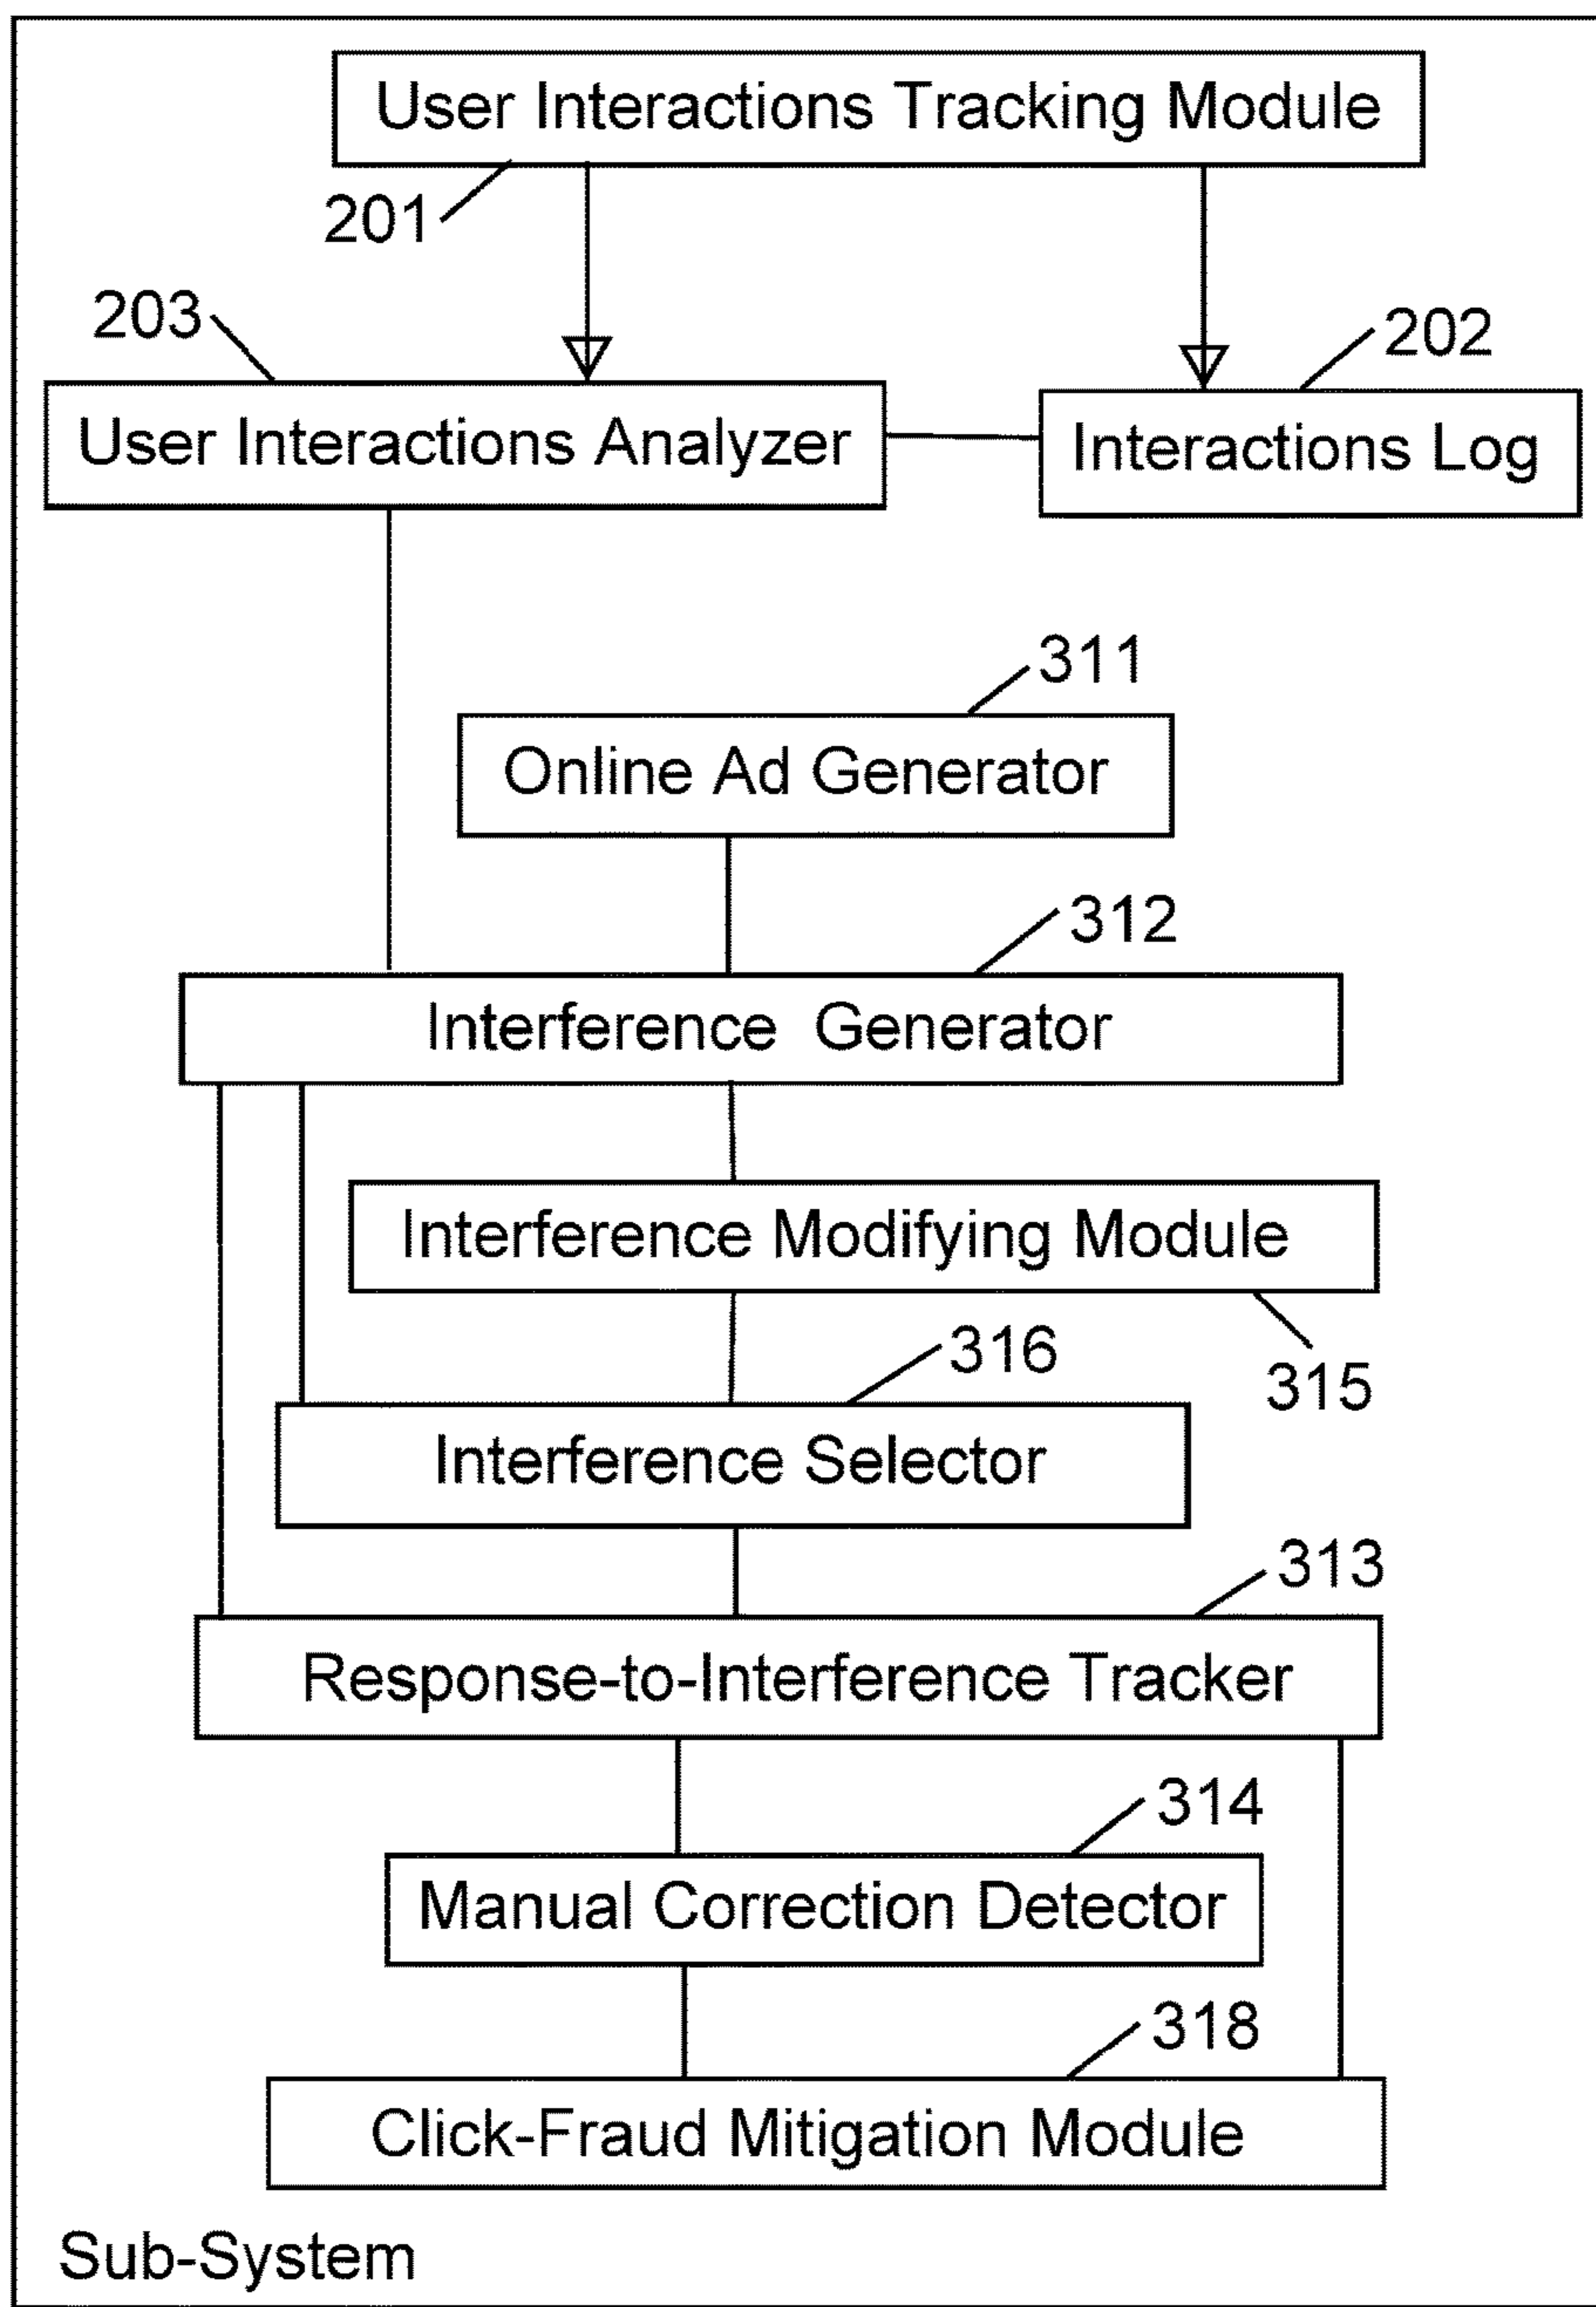 User Interactions Tracking Module
201
203
202
User Interactions Analyzer
Interactions Log
311
Online Ad Generator
312
Interference Generator
Interference Modifying Module
316
315
Interference Selector
313
Response-to-Interference Tracker
314
Manual Correction Detector
318
Click-Fraud Mitigation Module
Sub-System